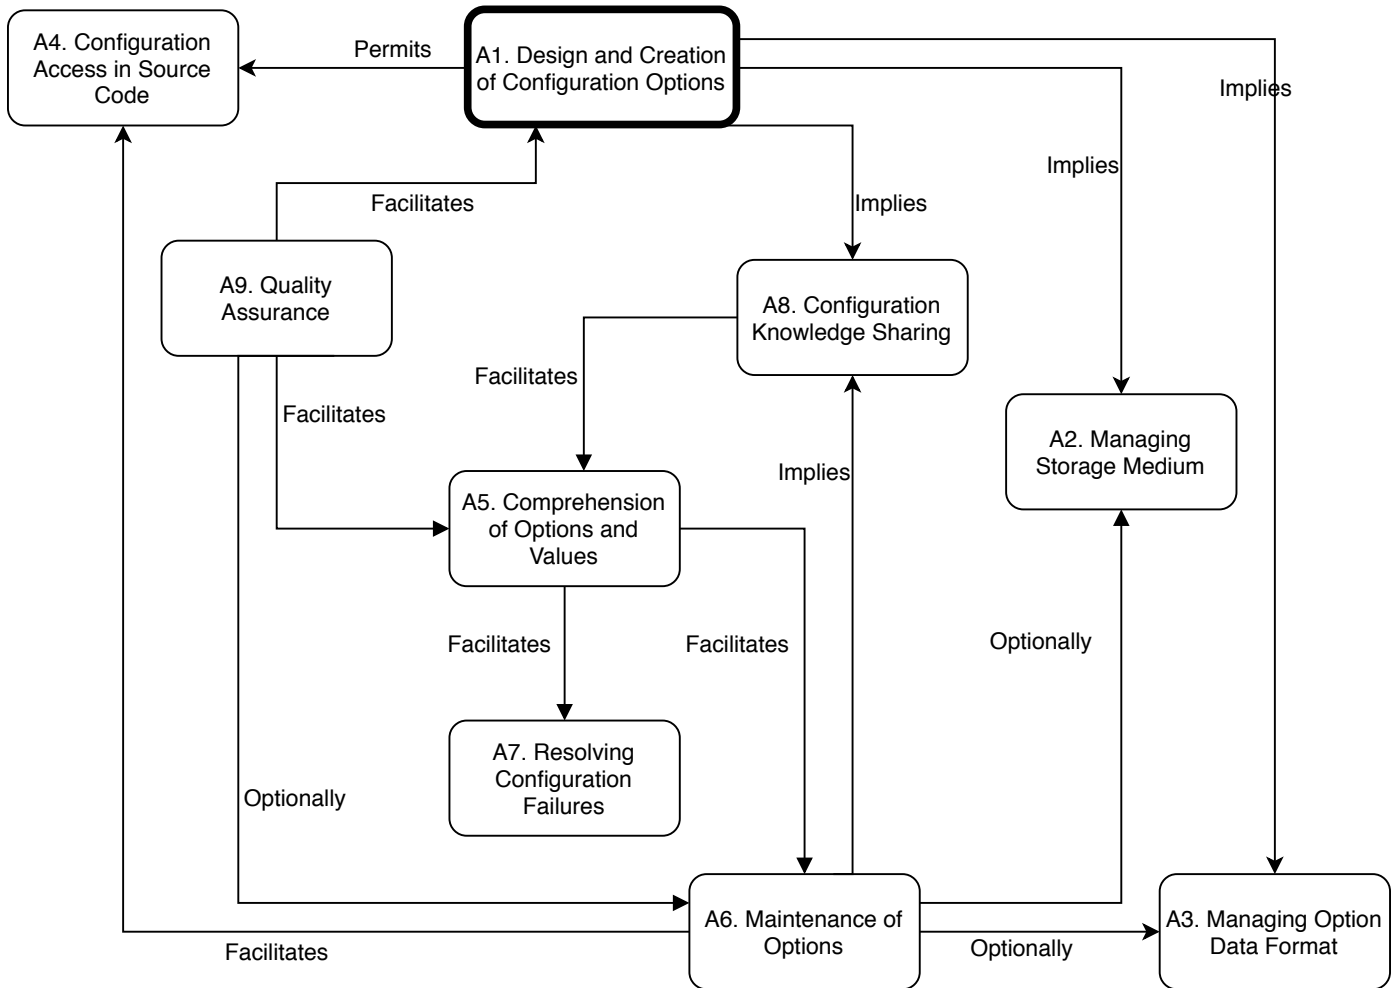 A4. Configuration
Access in Source
Code
Permits
A1. Design and Creation
of Configuration Options
Implies
Implies
Facilitates
Implies
A9. Quality
Assurance
A8. Configuration
Knowledge Sharing
Facilitates
Facilitates
A2. Managing
Storage Medium
Implies
A5. Comprehension
of Options and
Values
Facilitates
Facilitates
Optionally
A7. Resolving
Configuration
Failures
Optionally
A6. Maintenance of
Options
A3. Managing Option
Data Format
Facilitates
Optionally